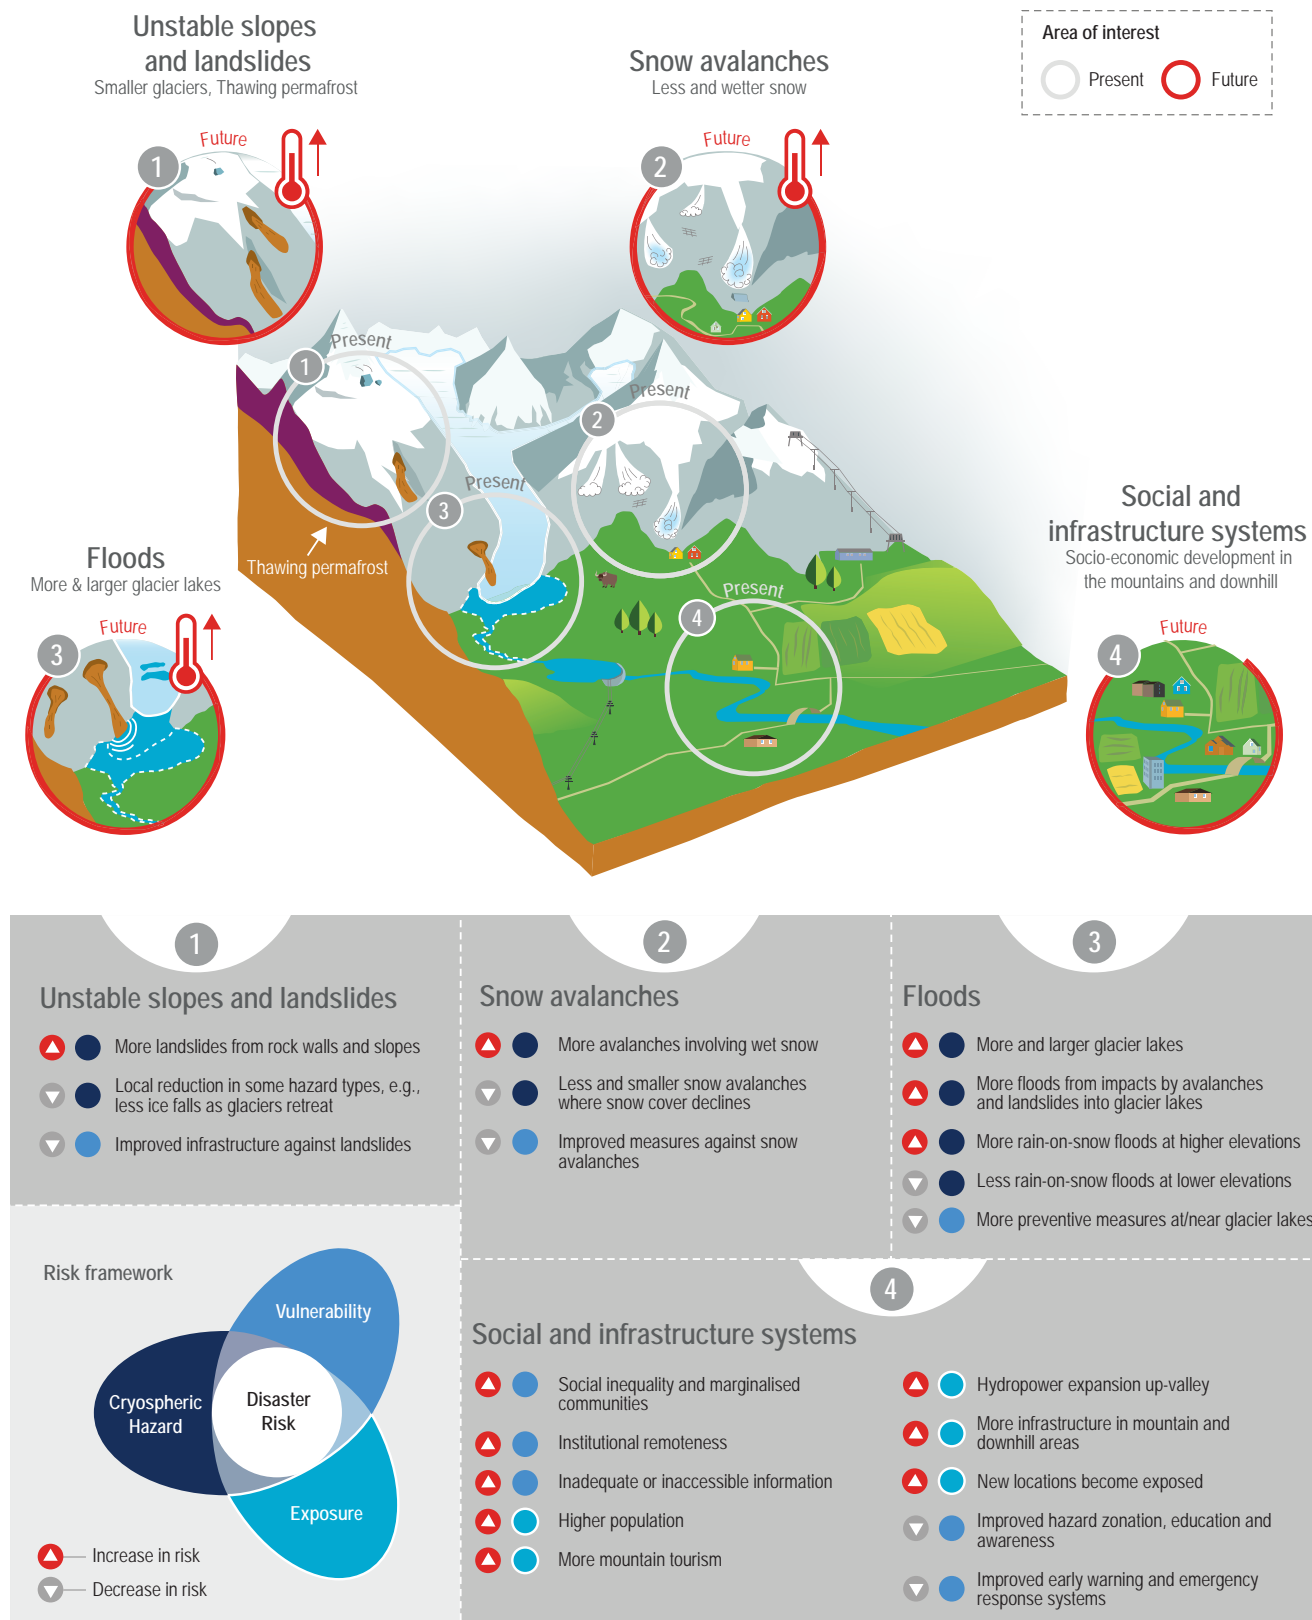 Unstable slopes
and landslides
Smaller glaciers, Thawing permafrost
Snow avalanches
Less and wetter snow
Area of interest
Present
Future
Future
1
Future
2
Present
1
Present
2
Present
3
Thawing permafrost
Floods
More & larger glacier lakes
Future
3
Present
4
Social and
infrastructure systems
Socio-economic development in
the mountains and downhill
Future
4
1
Unstable slopes and landslides
More landslides from rock walls and slopes
Local reduction in some hazard types, e.g.,
less ice falls as glaciers retreat
Improved infrastructure against landslides
2
Snow avalanches
More avalanches involving wet snow
Less and smaller snow avalanches
where snow cover declines
Improved measures against snow
avalanches
3
Floods
More and larger glacier lakes
More floods from impacts by avalanches
and landslides into glacier lakes
More rain-on-snow floods at higher elevations
Less rain-on-snow floods at lower elevations
More preventive measures at/near glacier lakes
Risk framework
Vulnerability
Cryospheric
Hazard
Disaster
Risk
Exposure
Increase in risk
Decrease in risk
4
Social and infrastructure systems
Social inequality and marginalised
communities
Institutional remoteness
Inadequate or inaccessible information
Higher population
More mountain tourism
Hydropower expansion up-valley
More infrastructure in mountain and
downhill areas
New locations become exposed
Improved hazard zonation, education and
awareness
Improved early warning and emergency
response systems